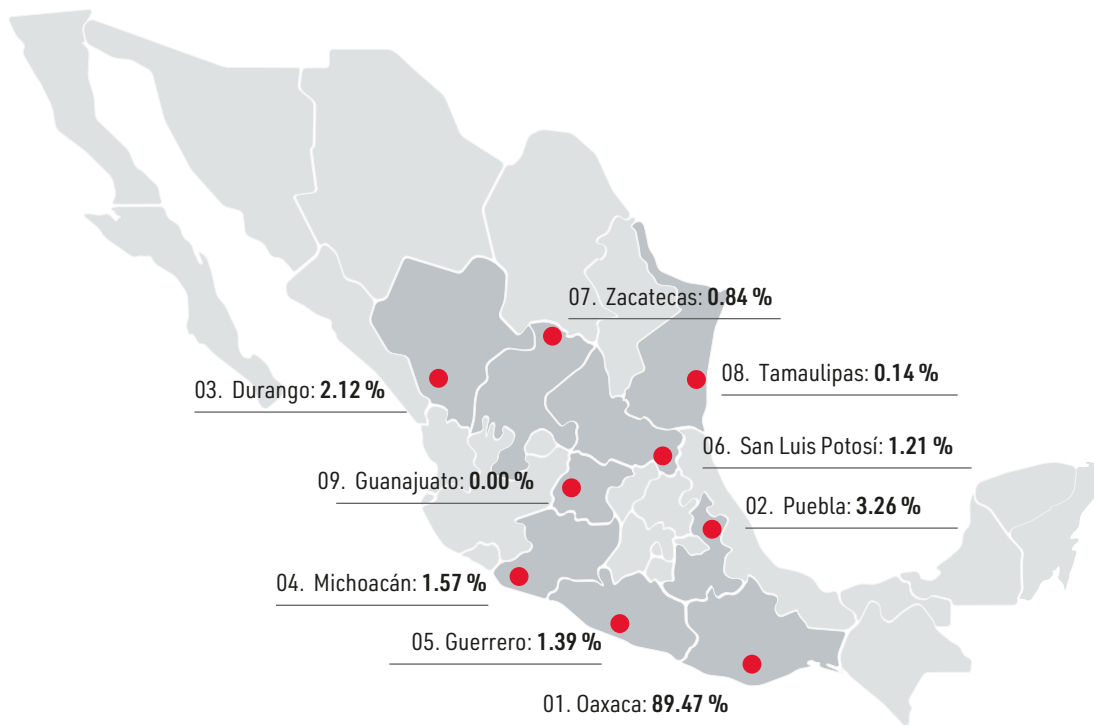 07. Zacatecas: 0.84 %
03. Durango: 2.12 %
08. Tamaulipas: 0.14 %
06. San Luis Potosí: 1.21 %
09. Guanajuato: 0.00 %
02. Puebla: 3.26 %
04. Michoacán: 1.57 %
05. Guerrero: 1.39 %
01. Oaxaca: 89.47 %